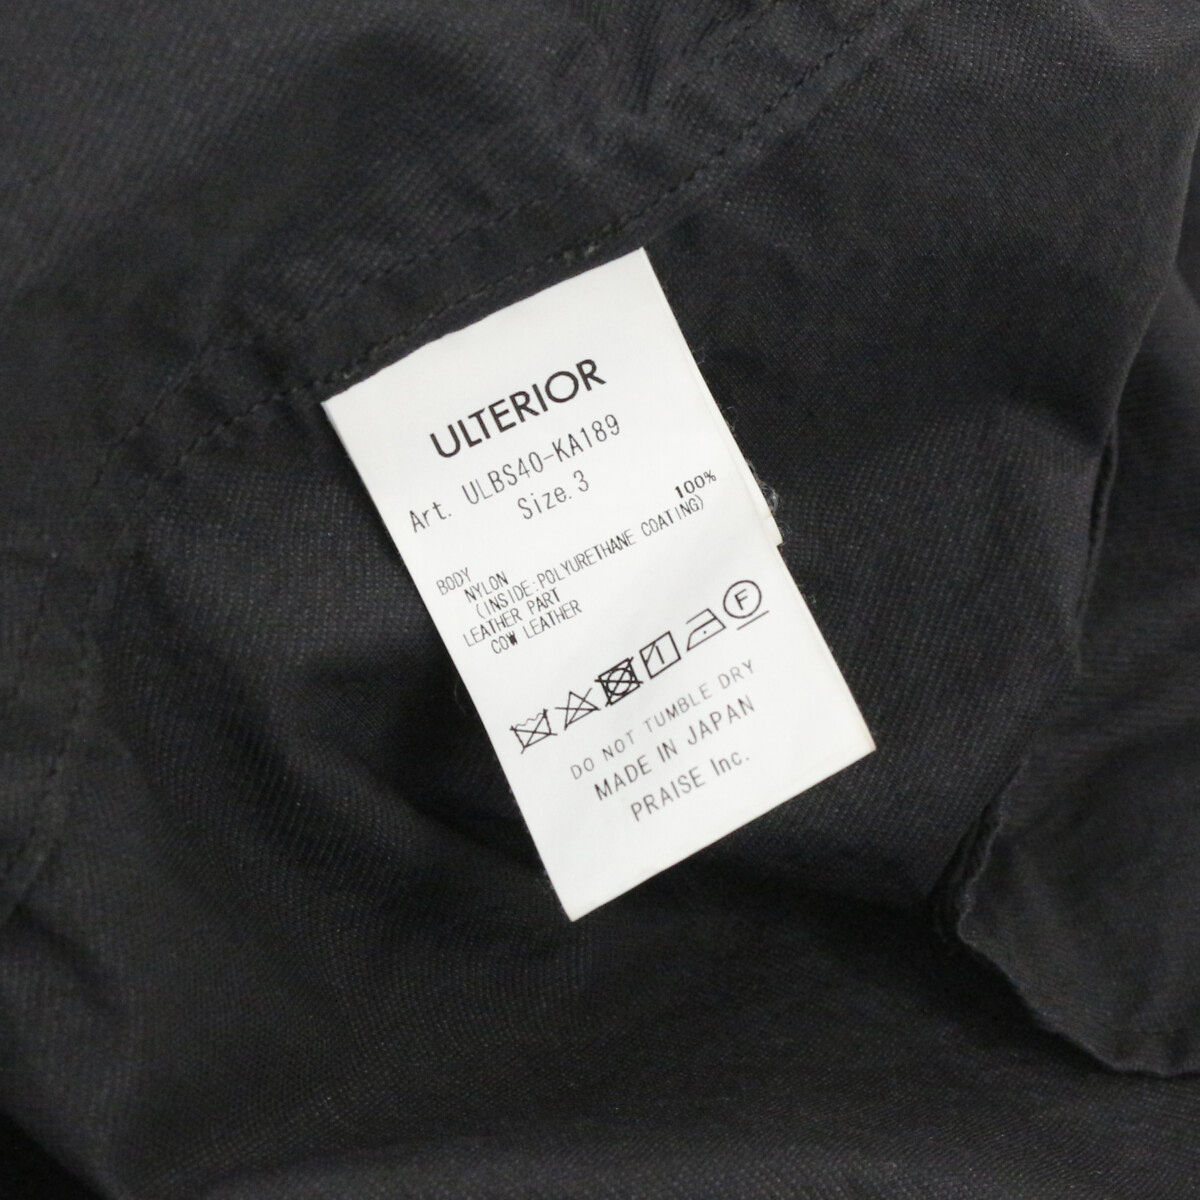 ULTERIOR
Art. ULBS40-KA189
Size.3
BODY
NYLON 100%
(INSIDE:POLYURETHANE COATING)
LEATHER PART
COW LEATHER
F
DO NOT TUMBLE DRY
MADE IN JAPAN
PRAISE Inc.